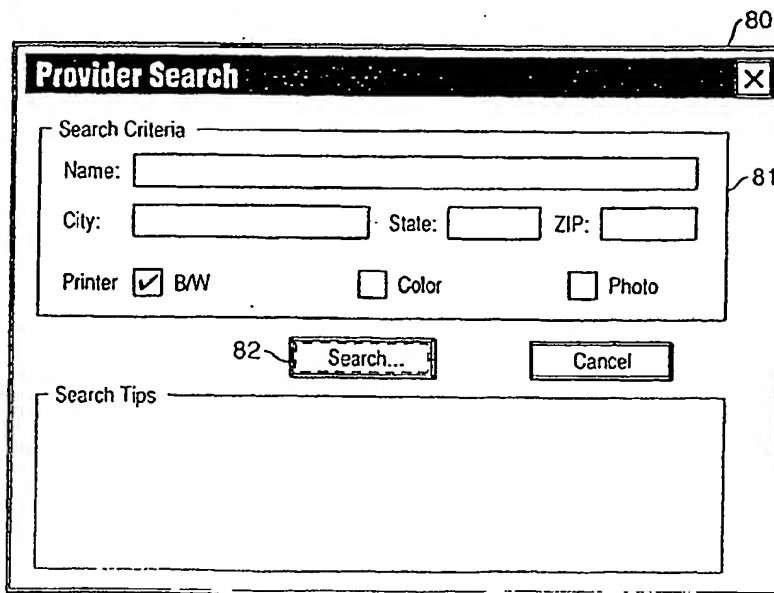 80
Provider Search
Search Criteria
Name:
81
City: State: ZIP:
Printer B/W Color Photo
82 Search... Cancel
Search Tips